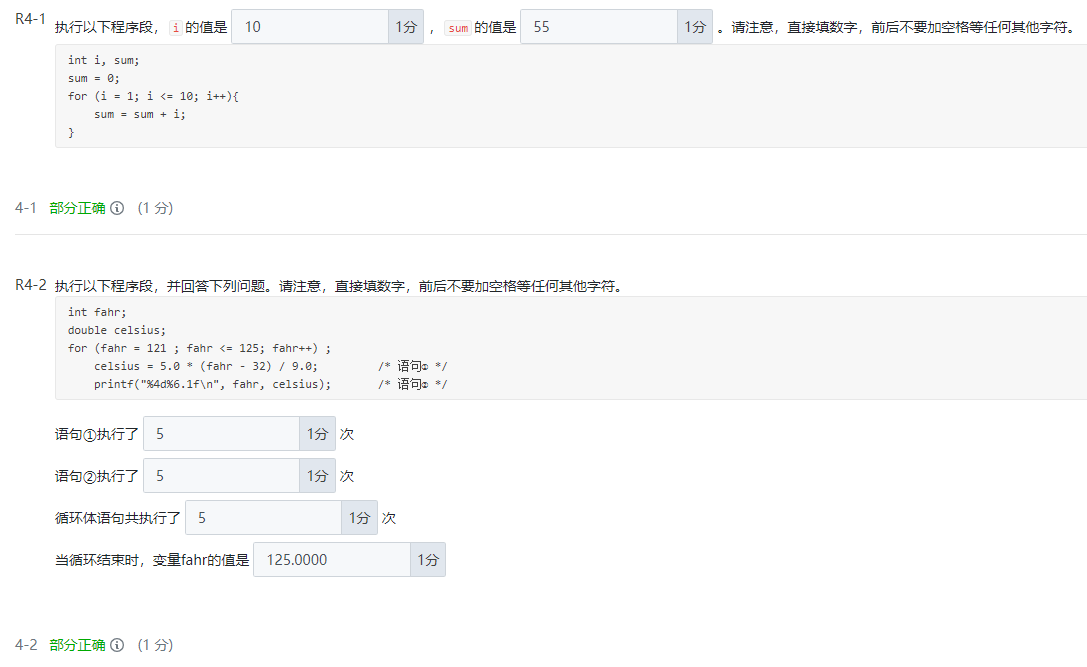 R4-1 执行以下程序段，i 的值是 10 1分 ，sum 的值是 55 1分 。请注意，直接填数字，前后不要加空格等任何其他字符。
int i, sum;
sum = 0;
for (i = 1; i <= 10; i++){
    sum = sum + i;
}
4-1 部分正确 (1 分)
R4-2 执行以下程序段，并回答下列问题。请注意，直接填数字，前后不要加空格等任何其他字符。
int fahr;
double celsius;
for (fahr = 121 ; fahr <= 125; fahr++) ;
    celsius = 5.0 * (fahr - 32) / 9.0;         /* 语句① */
    printf("%4d%6.1f\n", fahr, celsius);       /* 语句② */
语句①执行了 5 1分 次
语句②执行了 5 1分 次
循环体语句共执行了 5 1分 次
当循环结束时，变量fahr的值是 125.0000 1分
4-2 部分正确 (1 分)